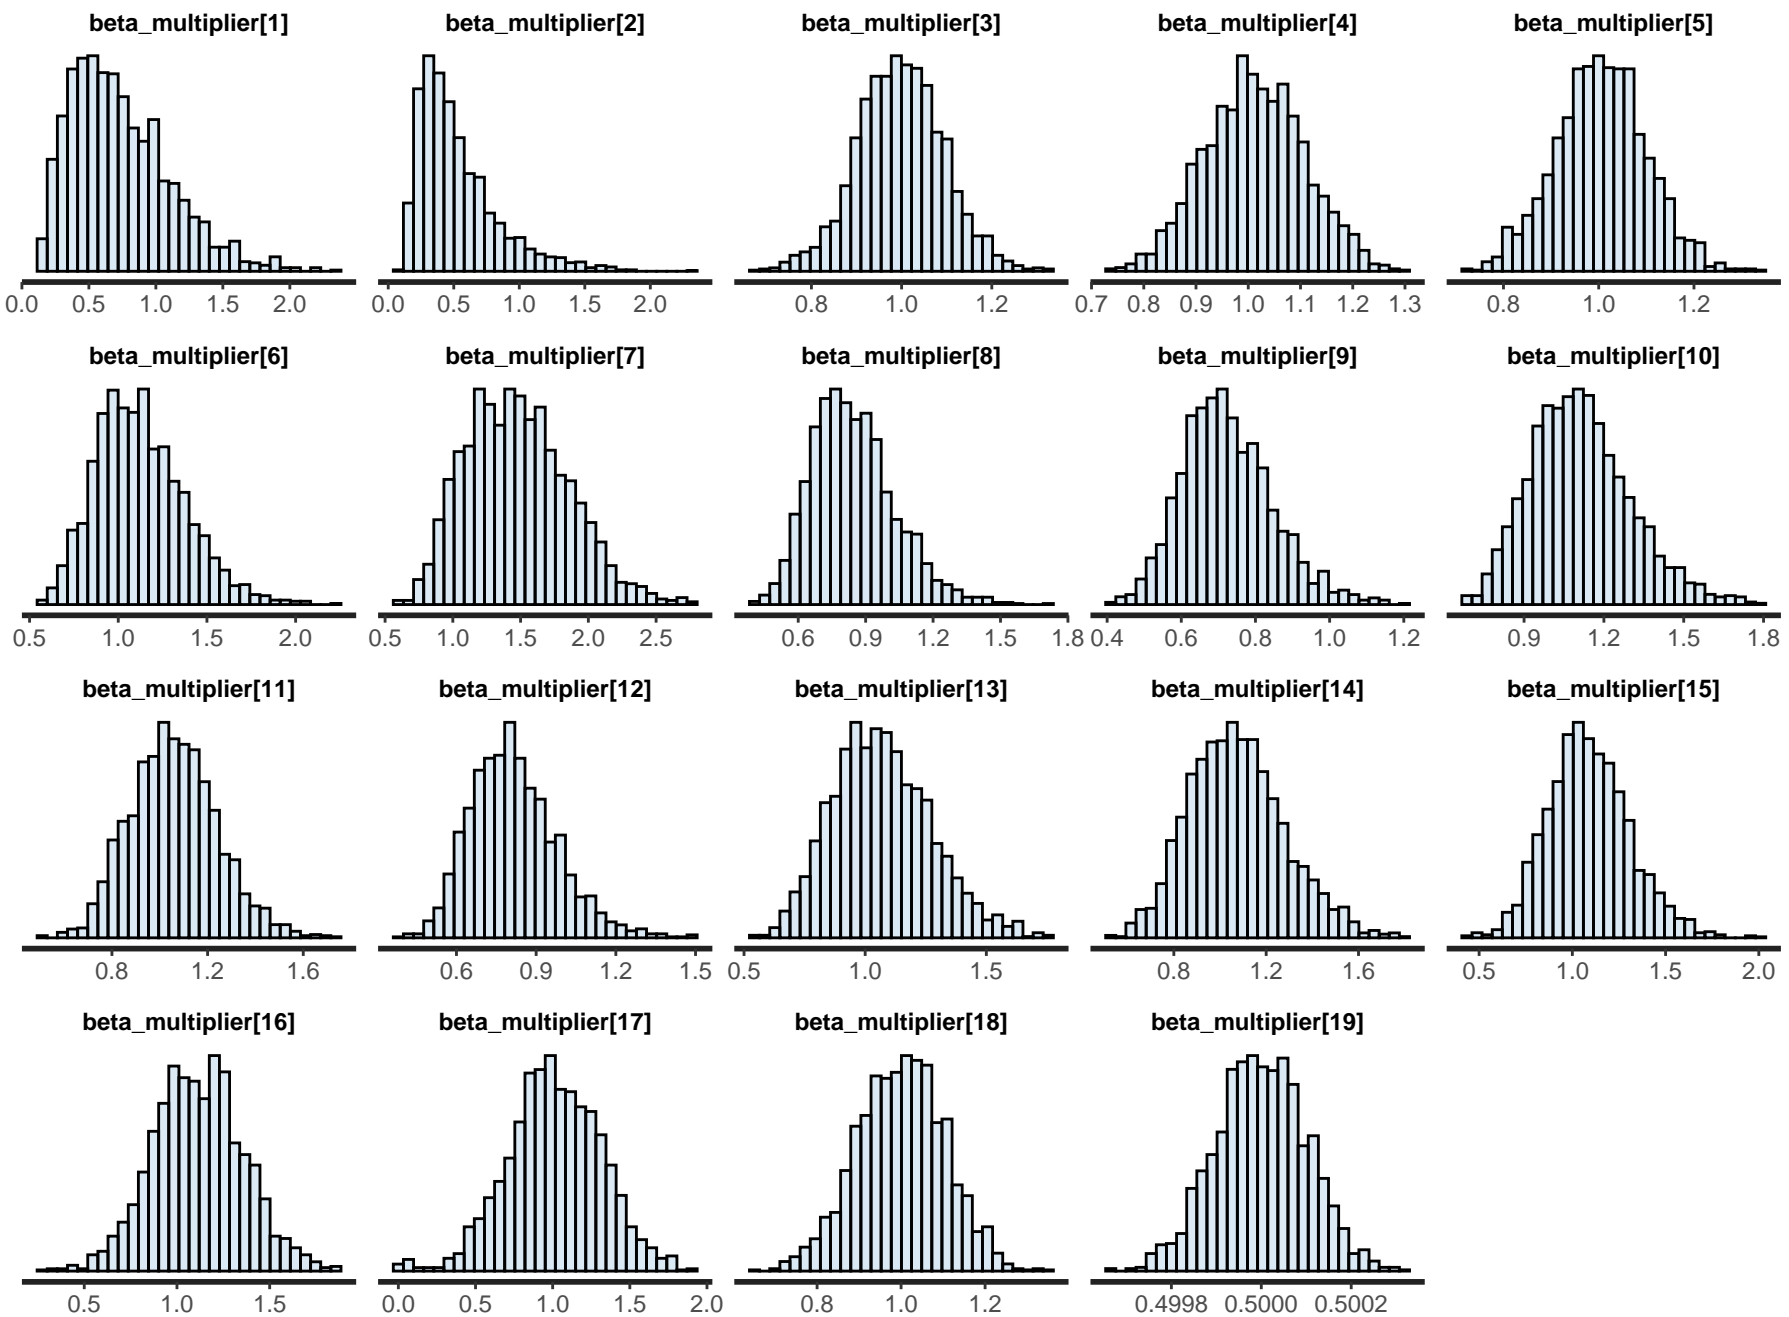 beta_multiplier[1] beta_multiplier[2] beta_multiplier[3] beta_multiplier[4] beta_multiplier[5]
0.0 0.5 1.0 1.5 2.0 0.0 0.5 1.0 1.5 2.0 0.8 1.0 1.2 0.7 0.8 0.9 1.0 1.1 1.2 1.3 0.8 1.0 1.2
beta_multiplier[6] beta_multiplier[7] beta_multiplier[8] beta_multiplier[9] beta_multiplier[10]
0.5 1.0 1.5 2.0 0.5 1.0 1.5 2.0 2.5 0.6 0.9 1.2 1.5 1.8 0.4 0.6 0.8 1.0 1.2 0.9 1.2 1.5 1.8
beta_multiplier[11] beta_multiplier[12] beta_multiplier[13] beta_multiplier[14] beta_multiplier[15]
0.8 1.2 1.6 0.6 0.9 1.2 1.5 0.5 1.0 1.5 0.8 1.2 1.6 0.5 1.0 1.5 2.0
beta_multiplier[16] beta_multiplier[17] beta_multiplier[18] beta_multiplier[19]
0.5 1.0 1.5 0.0 0.5 1.0 1.5 2.0 0.8 1.0 1.2 0.4998 0.5000 0.5002